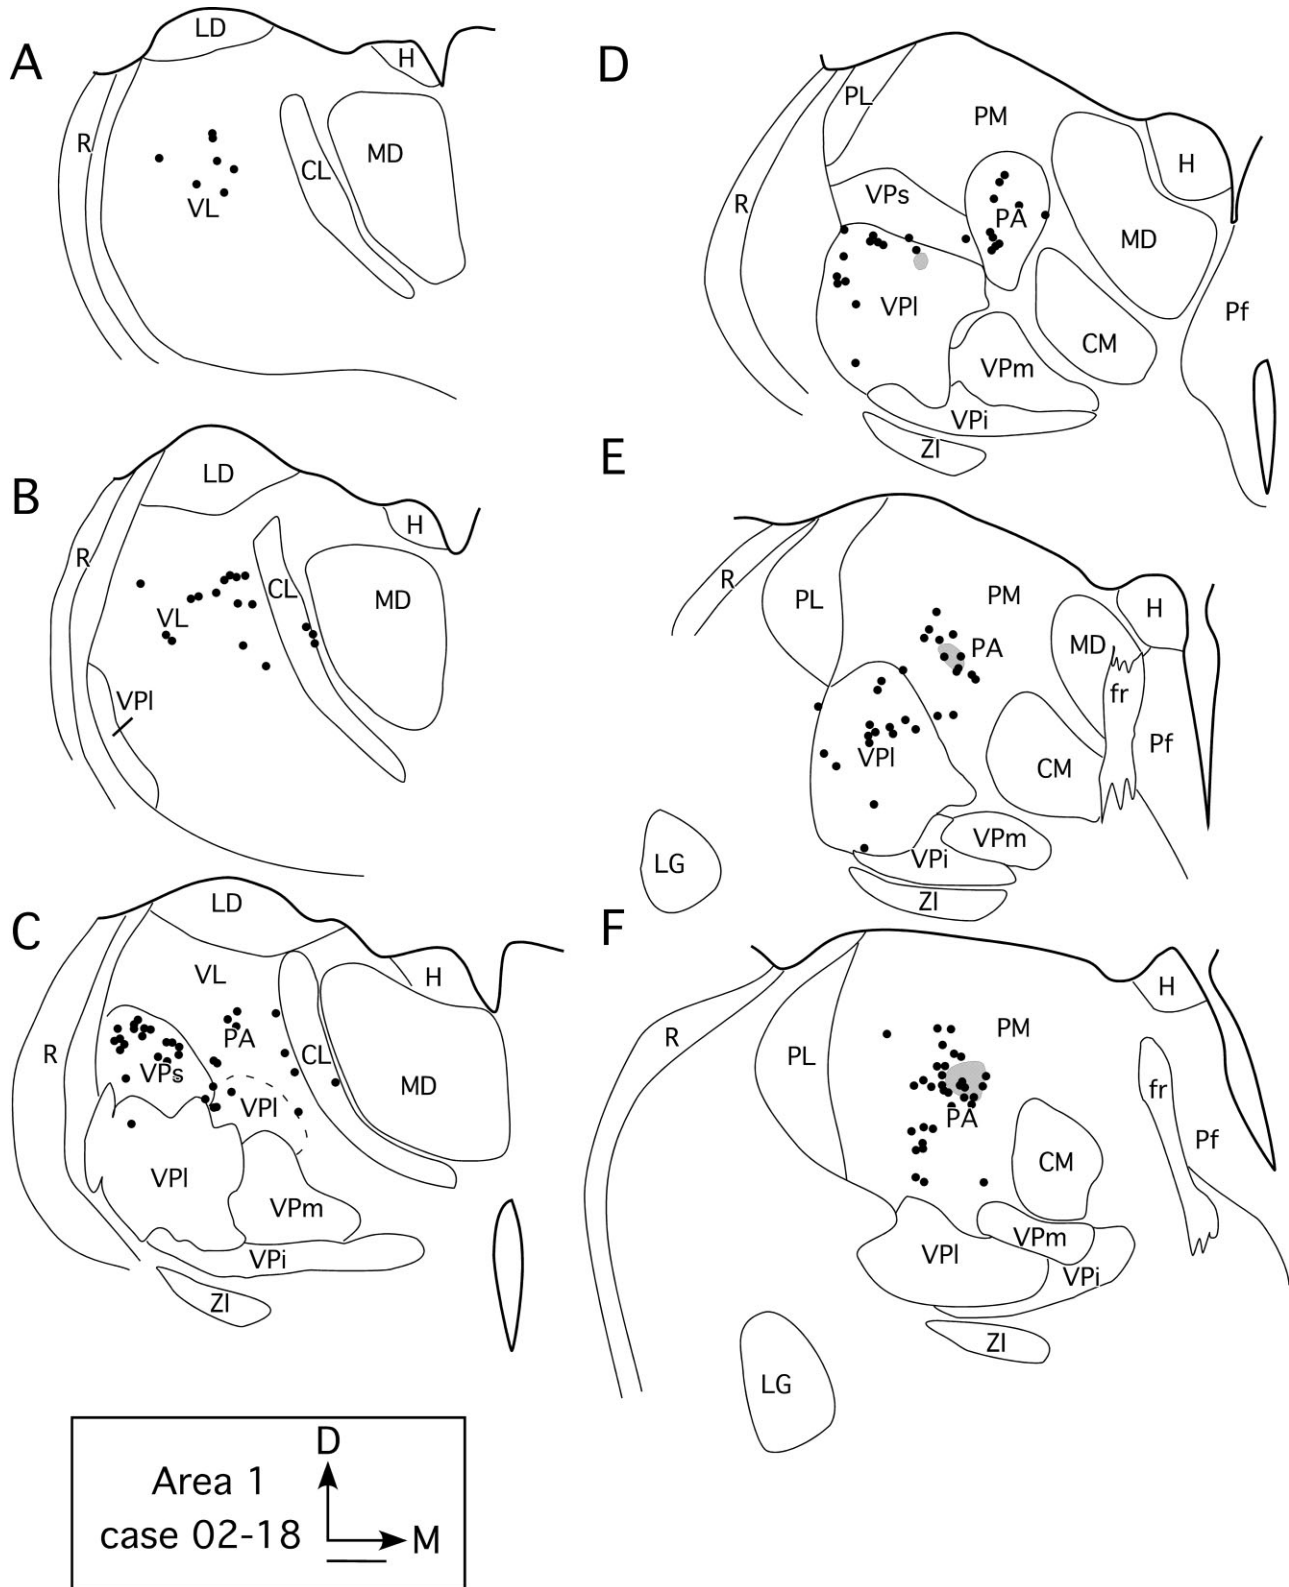 A
LD
H
R
VL
CL
MD
B
LD
H
R
VL
CL
MD
VPl
C
LD
H
VL
R
PA
CL
MD
VPs
VPl
VPl
VPm
VPi
ZI
D
PL
PM
H
R
VPs
PA
MD
VPl
Pf
CM
VPm
VPi
ZI
E
R
PL
PM
H
PA
MD
fr
Pf
VPl
CM
VPm
VPi
LG
ZI
F
H
R
PL
PM
fr
PA
Pf
CM
VPl
VPm
VPi
ZI
LG
D
Area 1
case 02-18
M